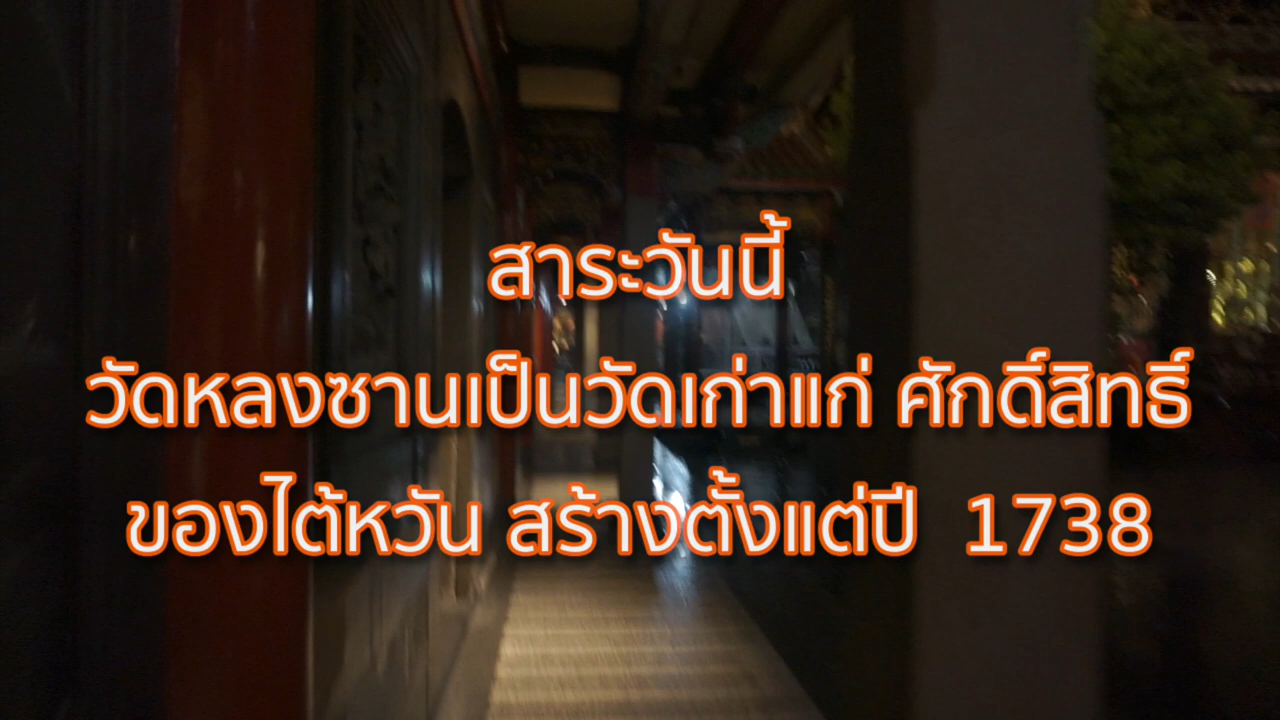 สาระวันนี้
วัดหลงซานเป็นวัดเก่าแก่ ศักดิ์สิทธิ์
ของไต้หวัน สร้างตั้งแต่ปี 1738